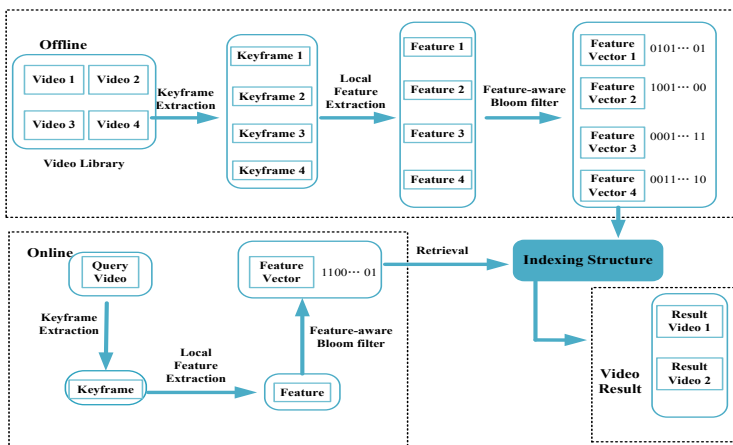 Offline
Video 1
Video 2
Video 3
Video 4
Video Library
Keyframe
Extraction
Keyframe 1
Keyframe 2
Keyframe 3
Keyframe 4
Local
Feature
Extraction
Feature 1
Feature 2
Feature 3
Feature 4
Feature-aware
Bloom filter
Feature
Vector 1
0101··· 01
Feature
Vector 2
1001··· 00
Feature
Vector 3
0001··· 11
Feature
Vector 4
0011··· 10
Online
Query
Video
Keyframe
Extraction
Keyframe
Local
Feature
Extraction
Feature
Feature-aware
Bloom filter
Feature
Vector
1100··· 01
Retrieval
Indexing Structure
Video
Result
Result
Video 1
Result
Video 2